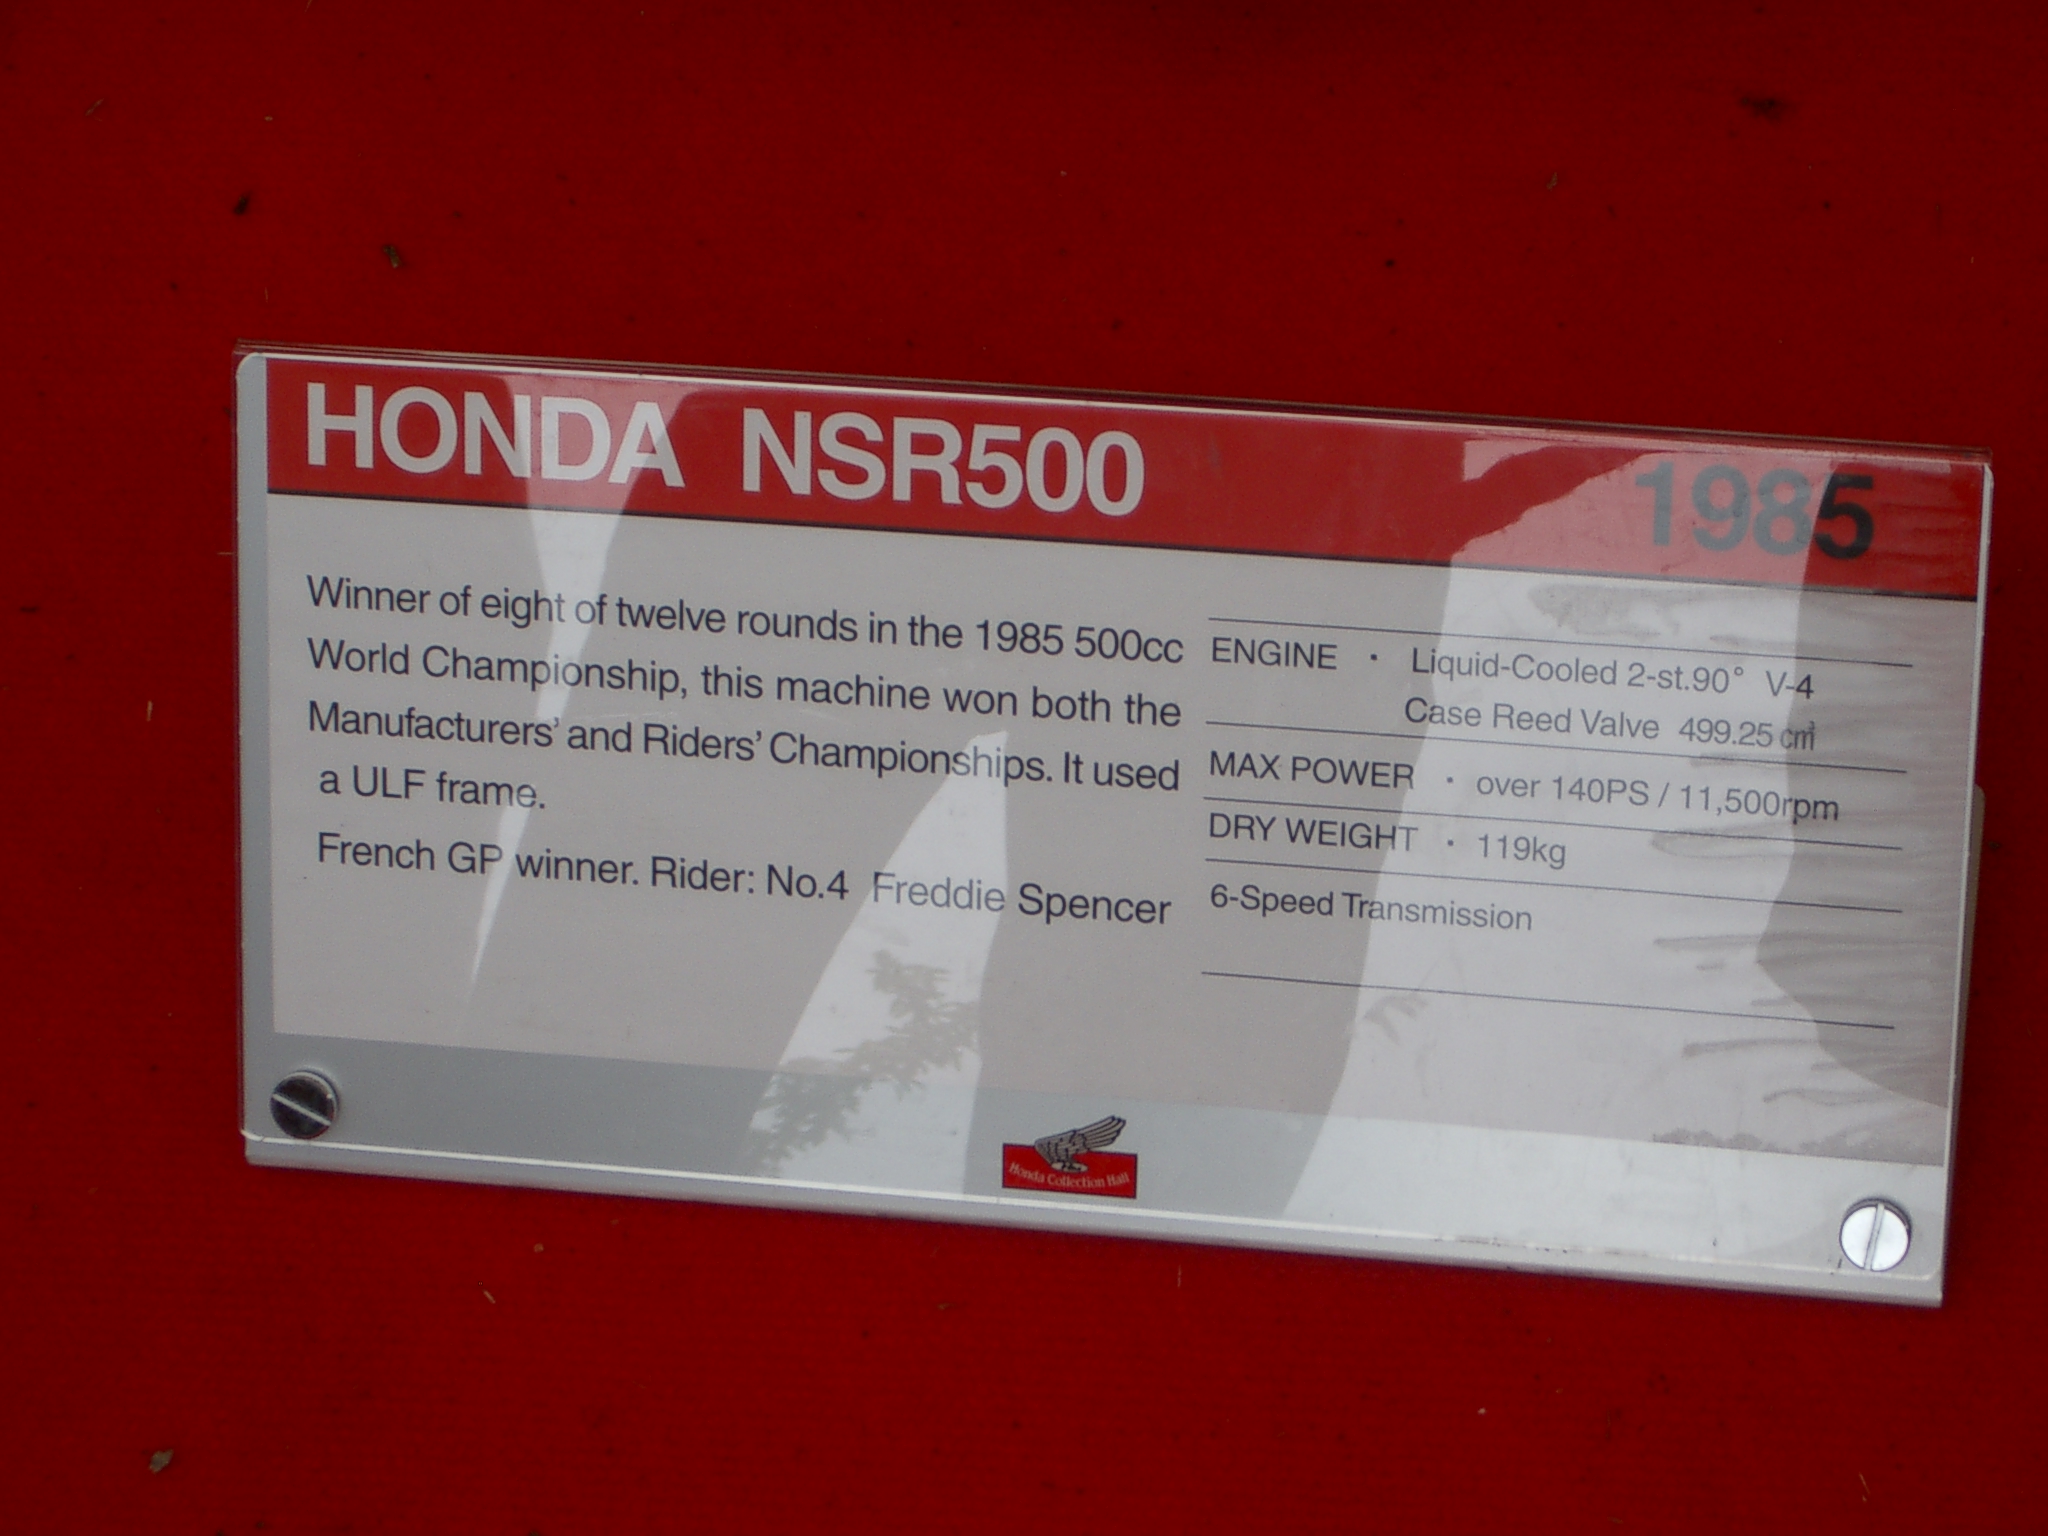 HONDA NSR500 1985
Winner of eight of twelve rounds in the 1985 500cc
World Championship, this machine won both the
Manufacturers' and Riders' Championships. It used
a ULF frame.
French GP winner. Rider: No.4 Freddie Spencer
ENGINE · Liquid-Cooled 2-st.90° V-4
Case Reed Valve 499.25 cm³
MAX POWER · over 140PS / 11,500rpm
DRY WEIGHT · 119kg
6-Speed Transmission
Honda Collection Hall